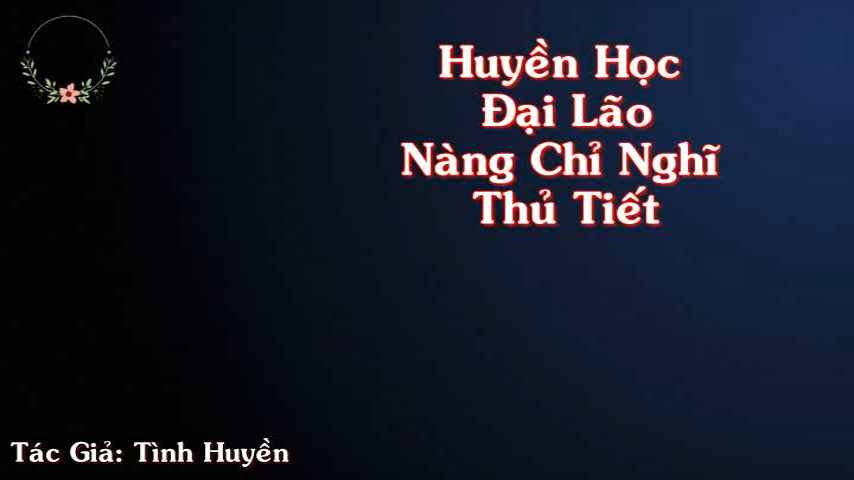 Huyền Học
Đại Lão
Nàng Chỉ Nghĩ
Thủ Tiết
Tác Giả: Tình Huyền